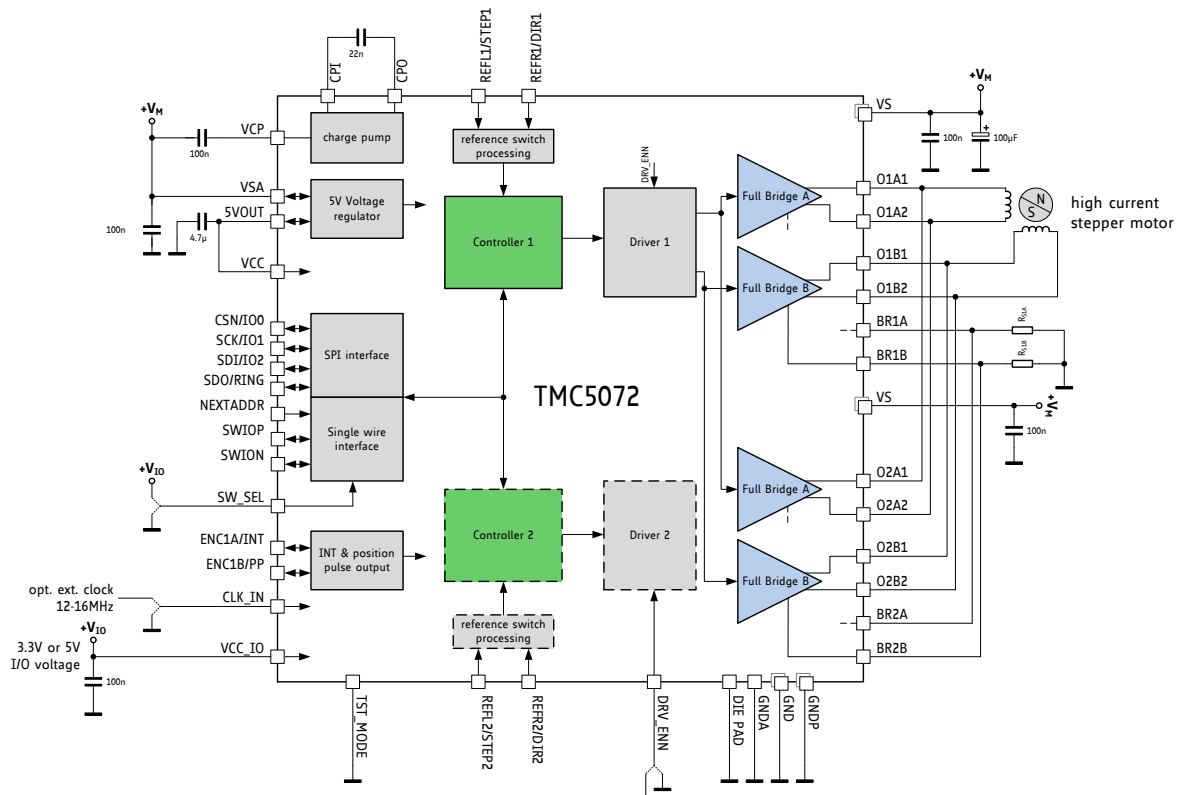 22n
CPI
CPO
REFL1/STEP1
REFR1/DIR1
+VM
VCP
100n
charge pump
reference switch
processing
VS
+VM
100n
+
100µF
VSA
5VOUT
100n
4.7µ
5V Voltage
regulator
VCC
Controller 1
DRV_ENN
Driver 1
Full Bridge A
O1A1
O1A2
N
S
high current
stepper motor
Full Bridge B
O1B1
O1B2
BR1A
RS1A
BR1B
RS1B
CSN/IO0
SCK/IO1
SDI/IO2
SDO/RING
SPI interface
TMC5072
VS
+VM
100n
NEXTADDR
SWIOP
SWION
Single wire
interface
+VIO
SW_SEL
Full Bridge A
O2A1
O2A2
Controller 2
Driver 2
ENC1A/INT
ENC1B/PP
INT & position
pulse output
Full Bridge B
O2B1
O2B2
opt. ext. clock
12-16MHz
CLK_IN
reference switch
processing
BR2A
BR2B
+VIO
3.3V or 5V
I/O voltage
VCC_IO
100n
TST_MODE
REFL2/STEP2
REFR2/DIR2
DRV_ENN
DIE PAD
GNDA
GND
GNDP